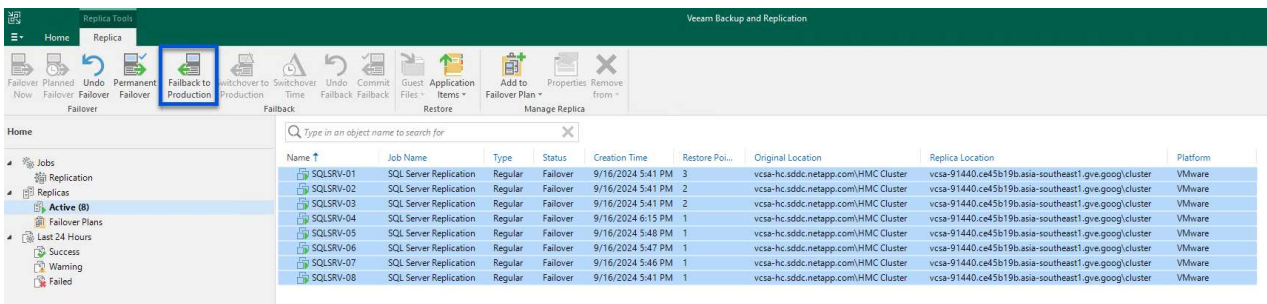 Replica Tools
Veeam Backup and Replication
Home Replica
Failover Now
Planned Failover
Undo Failover
Permanent Failover
Failback to Production
Switchover to Production
Switchover Time
Undo Failback
Commit Failback
Guest Files
Application Items
Add to Failover Plan
Properties
Remove from
Failover Failback Restore Manage Replica
Home
Jobs
Replication
Replicas
Active (8)
Failover Plans
Last 24 Hours
Success
Warning
Failed
Type in an object name to search for
Name Job Name Type Status Creation Time Restore Poi... Original Location Replica Location Platform
SQLSRV-01 SQL Server Replication Regular Failover 9/16/2024 5:41 PM 3 vcsa-hc.sddc.netapp.com\HMC Cluster vcsa-91440.ce45b19b.asia-southeast1.gve.goog\cluster VMware
SQLSRV-02 SQL Server Replication Regular Failover 9/16/2024 5:41 PM 2 vcsa-hc.sddc.netapp.com\HMC Cluster vcsa-91440.ce45b19b.asia-southeast1.gve.goog\cluster VMware
SQLSRV-03 SQL Server Replication Regular Failover 9/16/2024 5:41 PM 2 vcsa-hc.sddc.netapp.com\HMC Cluster vcsa-91440.ce45b19b.asia-southeast1.gve.goog\cluster VMware
SQLSRV-04 SQL Server Replication Regular Failover 9/16/2024 6:15 PM 1 vcsa-hc.sddc.netapp.com\HMC Cluster vcsa-91440.ce45b19b.asia-southeast1.gve.goog\cluster VMware
SQLSRV-05 SQL Server Replication Regular Failover 9/16/2024 5:48 PM 1 vcsa-hc.sddc.netapp.com\HMC Cluster vcsa-91440.ce45b19b.asia-southeast1.gve.goog\cluster VMware
SQLSRV-06 SQL Server Replication Regular Failover 9/16/2024 5:47 PM 1 vcsa-hc.sddc.netapp.com\HMC Cluster vcsa-91440.ce45b19b.asia-southeast1.gve.goog\cluster VMware
SQLSRV-07 SQL Server Replication Regular Failover 9/16/2024 5:46 PM 1 vcsa-hc.sddc.netapp.com\HMC Cluster vcsa-91440.ce45b19b.asia-southeast1.gve.goog\cluster VMware
SQLSRV-08 SQL Server Replication Regular Failover 9/16/2024 5:41 PM 1 vcsa-hc.sddc.netapp.com\HMC Cluster vcsa-91440.ce45b19b.asia-southeast1.gve.goog\cluster VMware